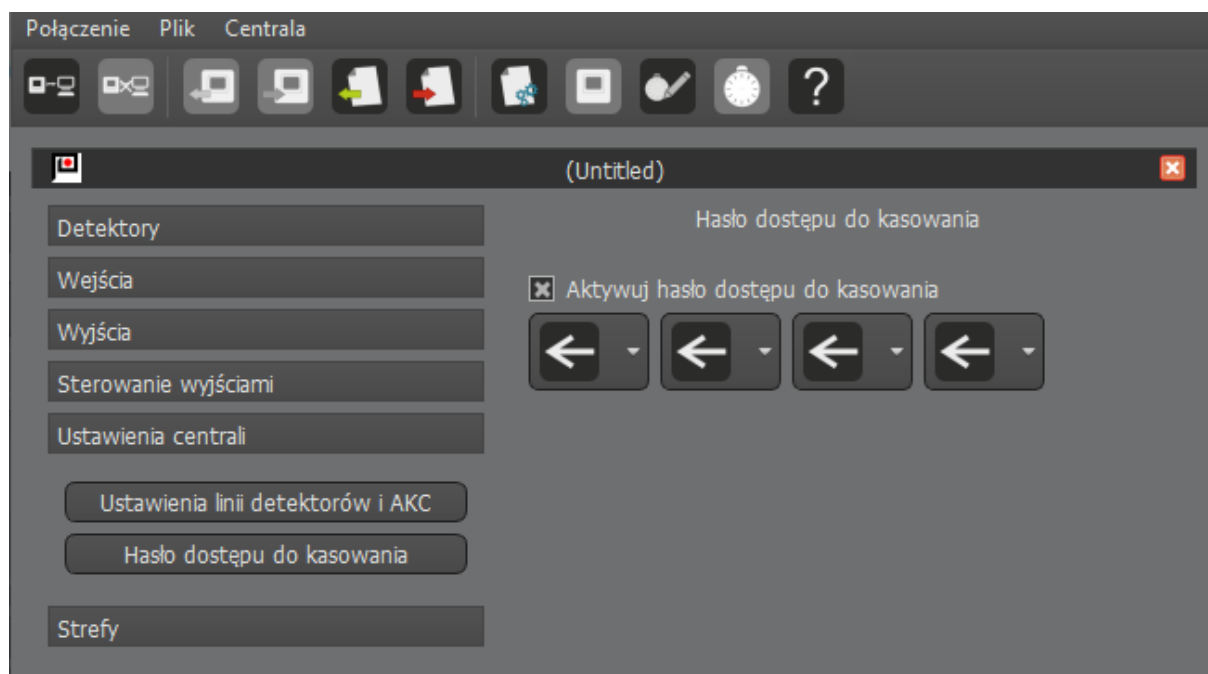 Połączenie Plik Centrala
?
(Untitled)
Detektory
Wejścia
Wyjścia
Sterowanie wyjściami
Ustawienia centrali
Ustawienia linii detektorów i AKC
Hasło dostępu do kasowania
Strefy
Hasło dostępu do kasowania
Aktywuj hasło dostępu do kasowania